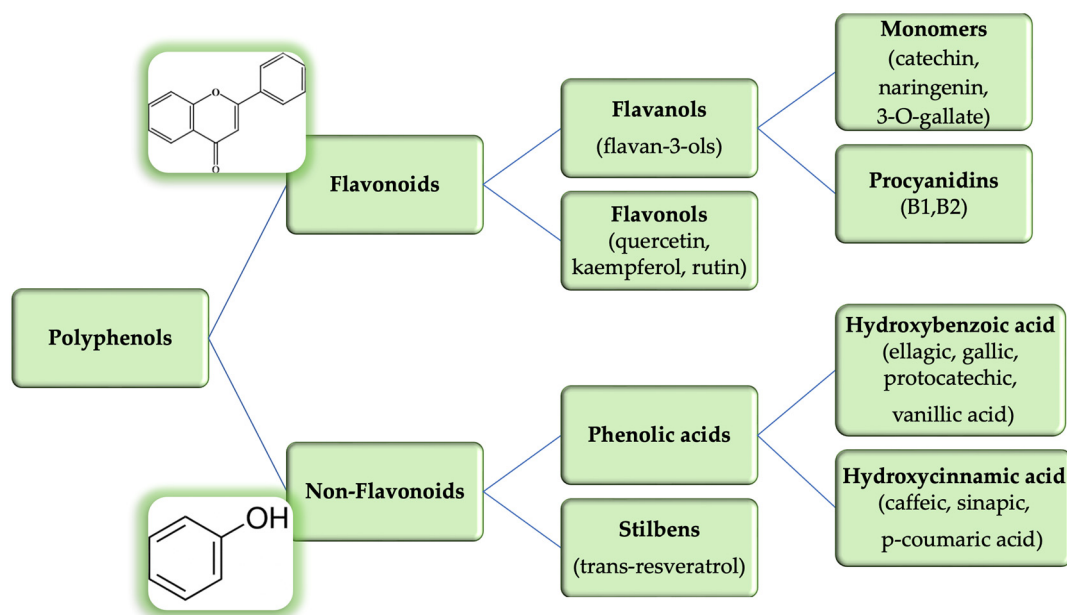 Monomers
(catechin,
naringenin,
3-O-gallate)
Flavanols
(flavan-3-ols)
O
O
Flavonoids
Procyanidins
(B1,B2)
Flavonols
(quercetin,
kaempferol, rutin)
Polyphenols
Hydroxybenzoic acid
(ellagic, gallic,
protocatechic,
vanillic acid)
Phenolic acids
Non-Flavonoids
Hydroxycinnamic acid
(caffeic, sinapic,
p-coumaric acid)
OH
Stilbens
(trans-resveratrol)